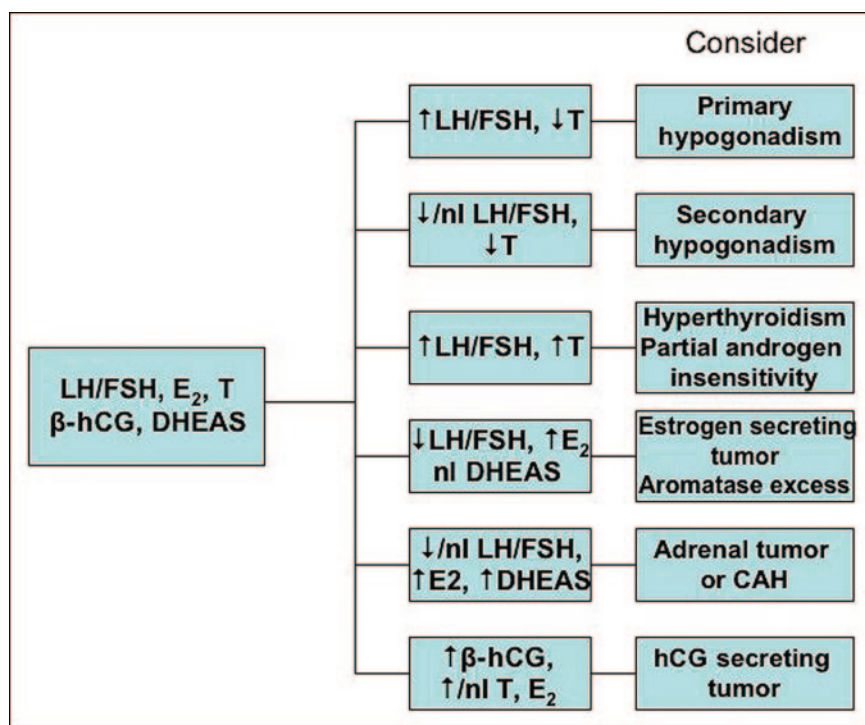 Consider
↑LH/FSH, ↓T
Primary
hypogonadism
↓/nl LH/FSH,
↓T
Secondary
hypogonadism
↑LH/FSH, ↑T
Hyperthyroidism
Partial androgen
insensitivity
LH/FSH, E₂, T
β-hCG, DHEAS
↓LH/FSH, ↑E₂
nl DHEAS
Estrogen secreting
tumor
Aromatase excess
↓/nl LH/FSH,
↑E2, ↑DHEAS
Adrenal tumor
or CAH
↑β-hCG,
↑/nl T, E₂
hCG secreting
tumor